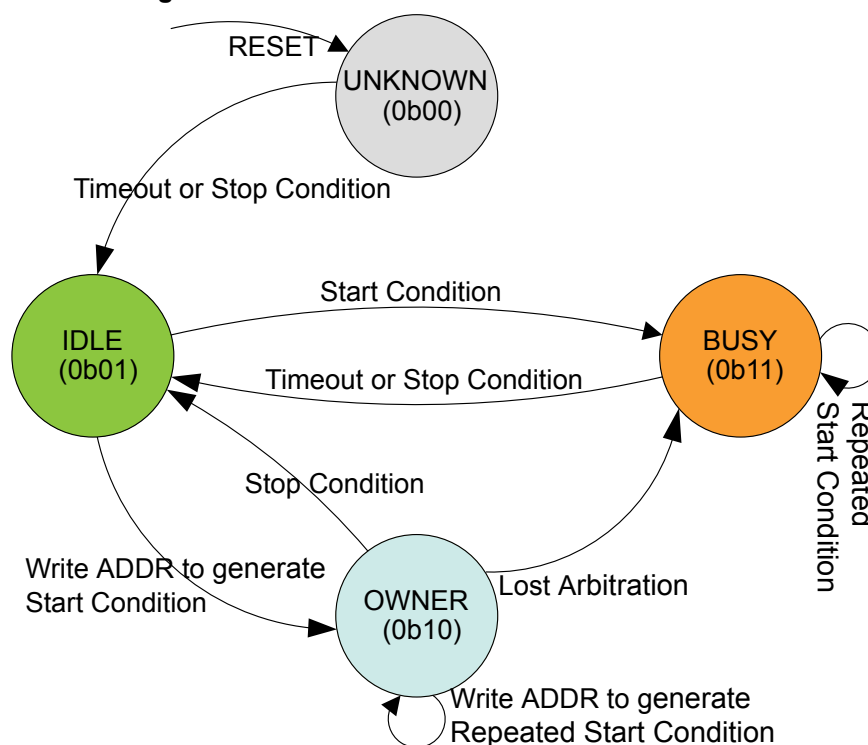 RESET
UNKNOWN
(0b00)
Timeout or Stop Condition
Start Condition
IDLE
(0b01)
BUSY
(0b11)
Timeout or Stop Condition
Repeated
Start Condition
Stop Condition
Write ADDR to generate
Start Condition
Lost Arbitration
OWNER
(0b10)
Write ADDR to generate
Repeated Start Condition